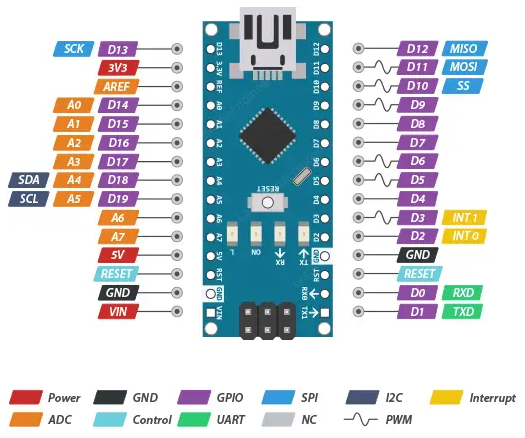 SCK D13 D13 D12 D12 MISO
3V3 3.3V D11 D11 MOSI
AREF REF D10 D10 SS
A0 D14 A0 D9 D9
A1 D15 A1 D8 D8
A2 D16 A2 D7 D7
A3 D17 A3 D6 D6
SDA A4 D18 A4 D5 D5
SCL A5 D19 A5 RESET D4 D4
A6 A6 D3 D3 INT 1
A7 A7 L ON RX TX D2 D2 INT 0
5V 5V GND GND
RESET RST RST RESET
GND GND RX0 D0 RXD
VIN VIN TX1 D1 TXD
Power GND GPIO SPI I2C Interrupt
ADC Control UART NC PWM